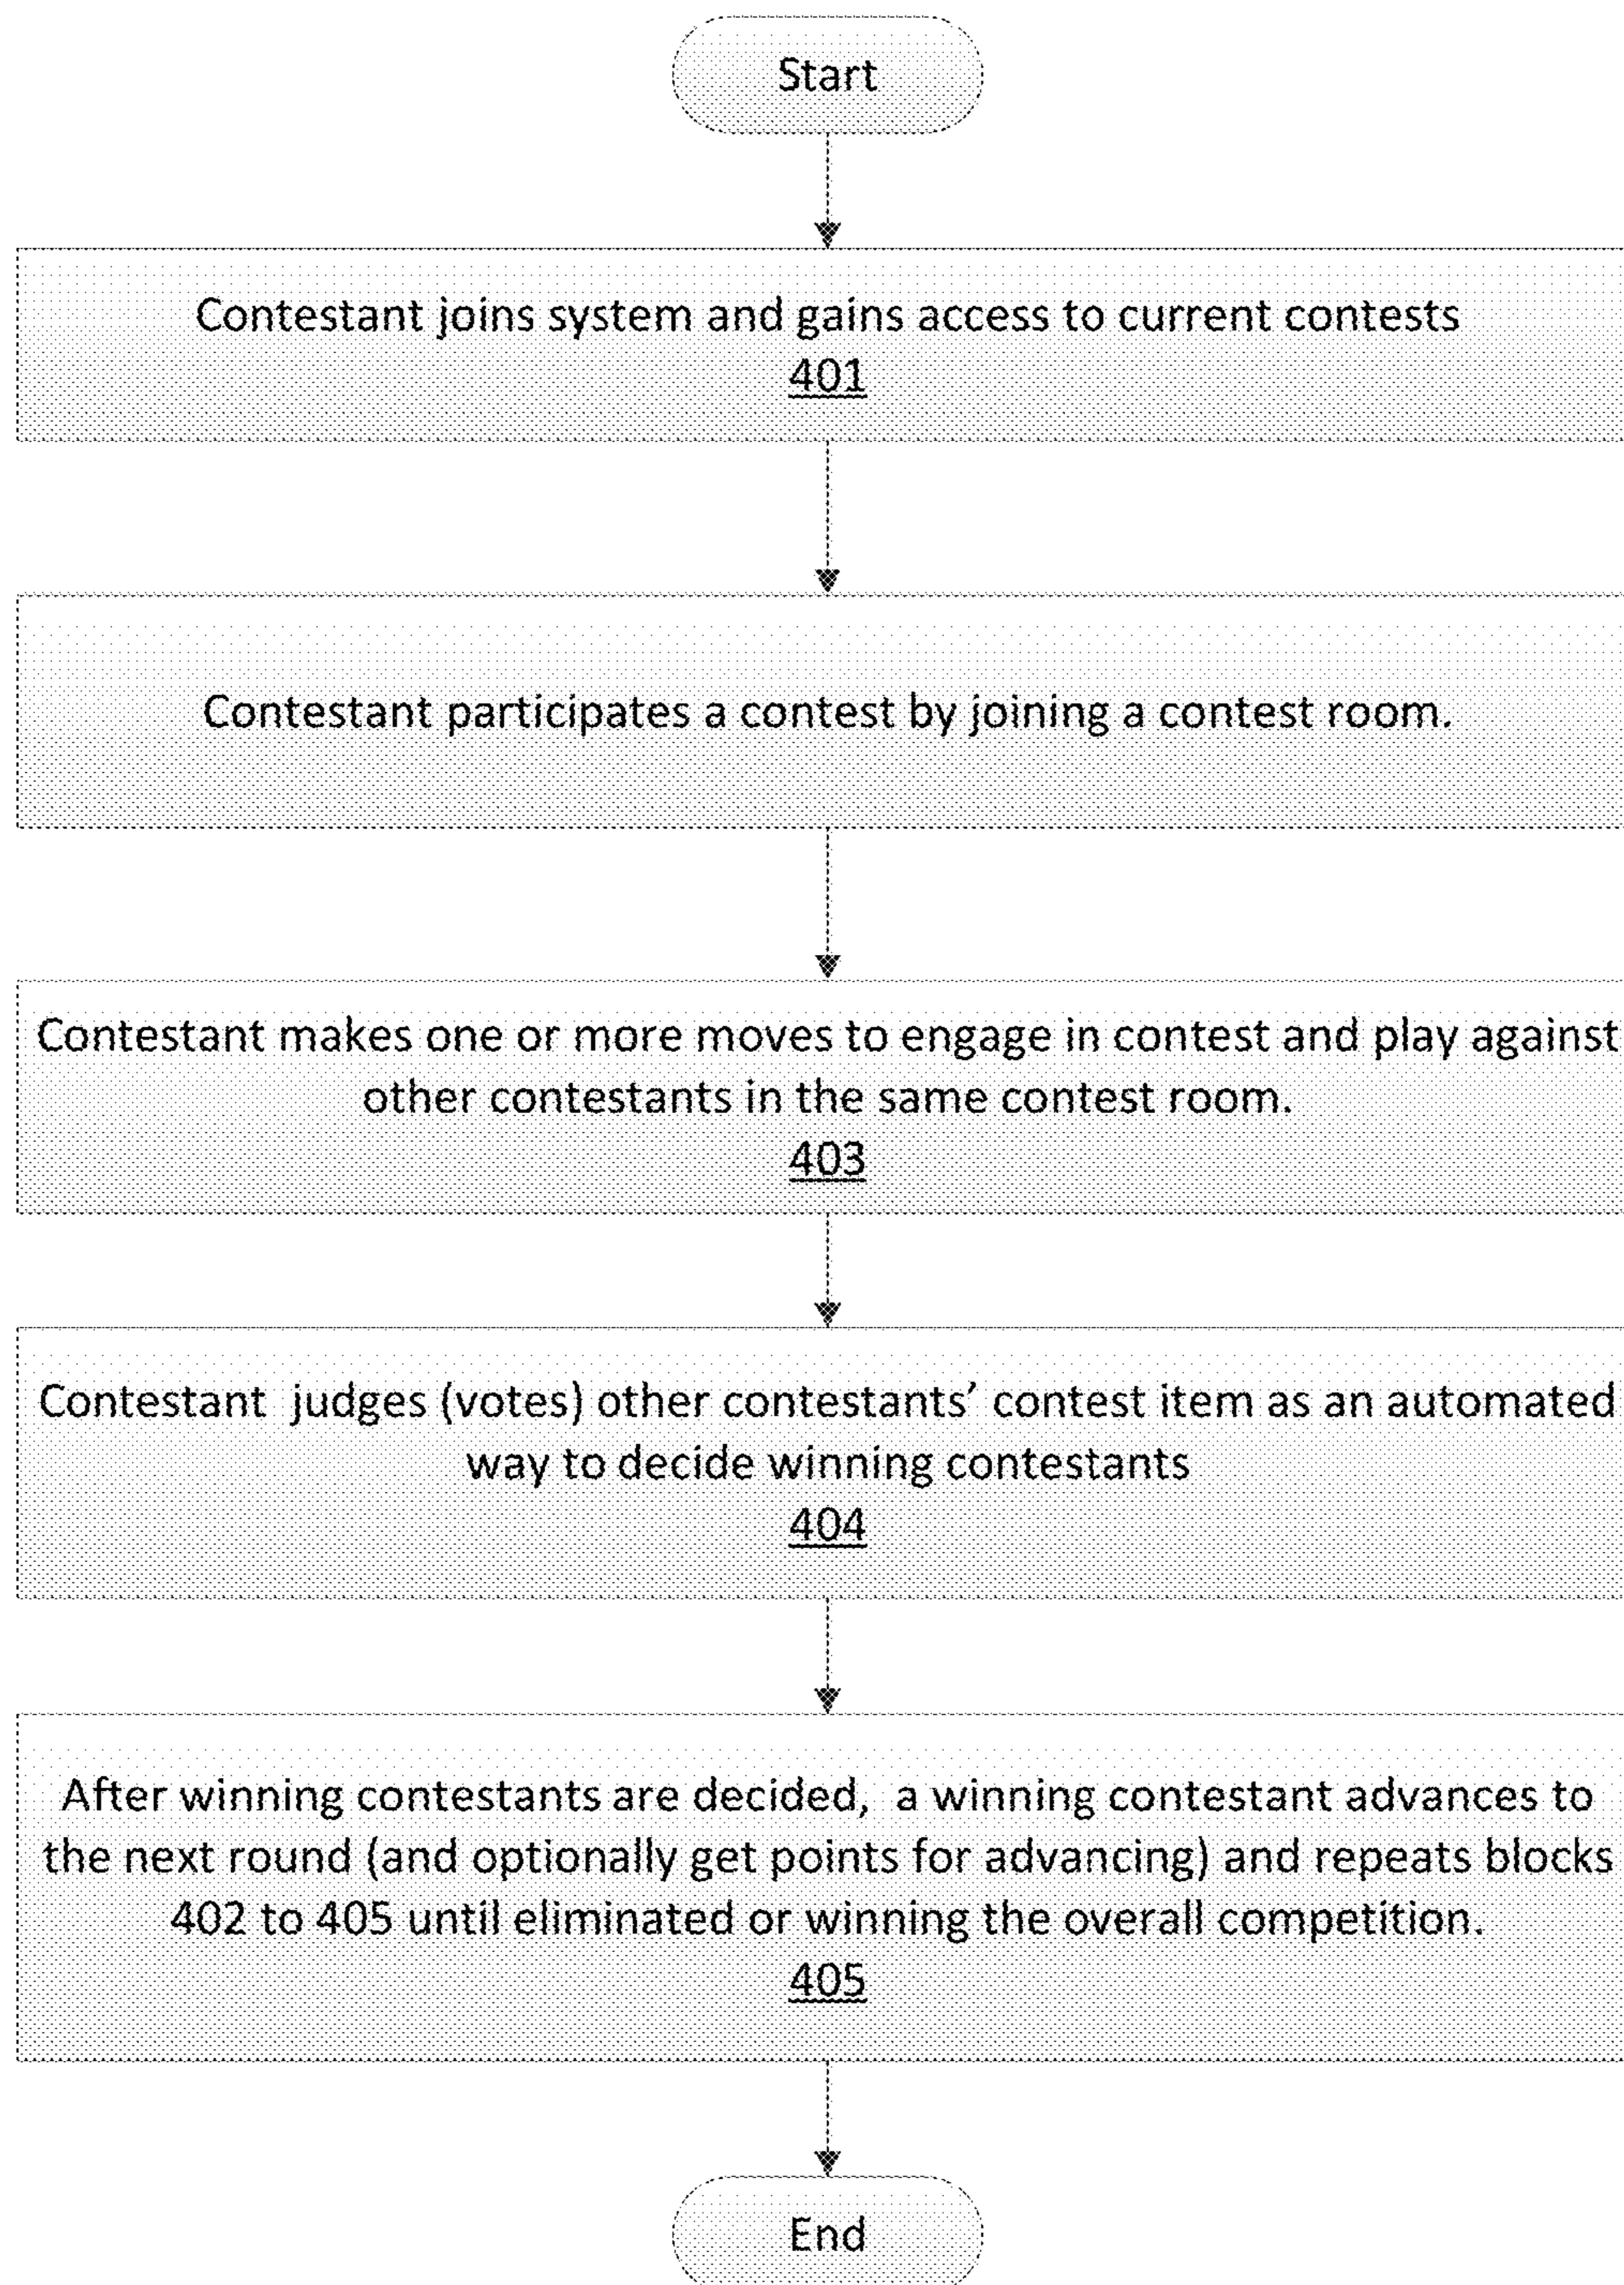 Start
Contestant joins system and gains access to current contests
401
Contestant participates a contest by joining a contest room.
Contestant makes one or more moves to engage in contest and play against
other contestants in the same contest room.
403
Contestant judges (votes) other contestants’ contest item as an automated
way to decide winning contestants
404
After winning contestants are decided, a winning contestant advances to
the next round (and optionally get points for advancing) and repeats blocks
402 to 405 until eliminated or winning the overall competition.
405
End